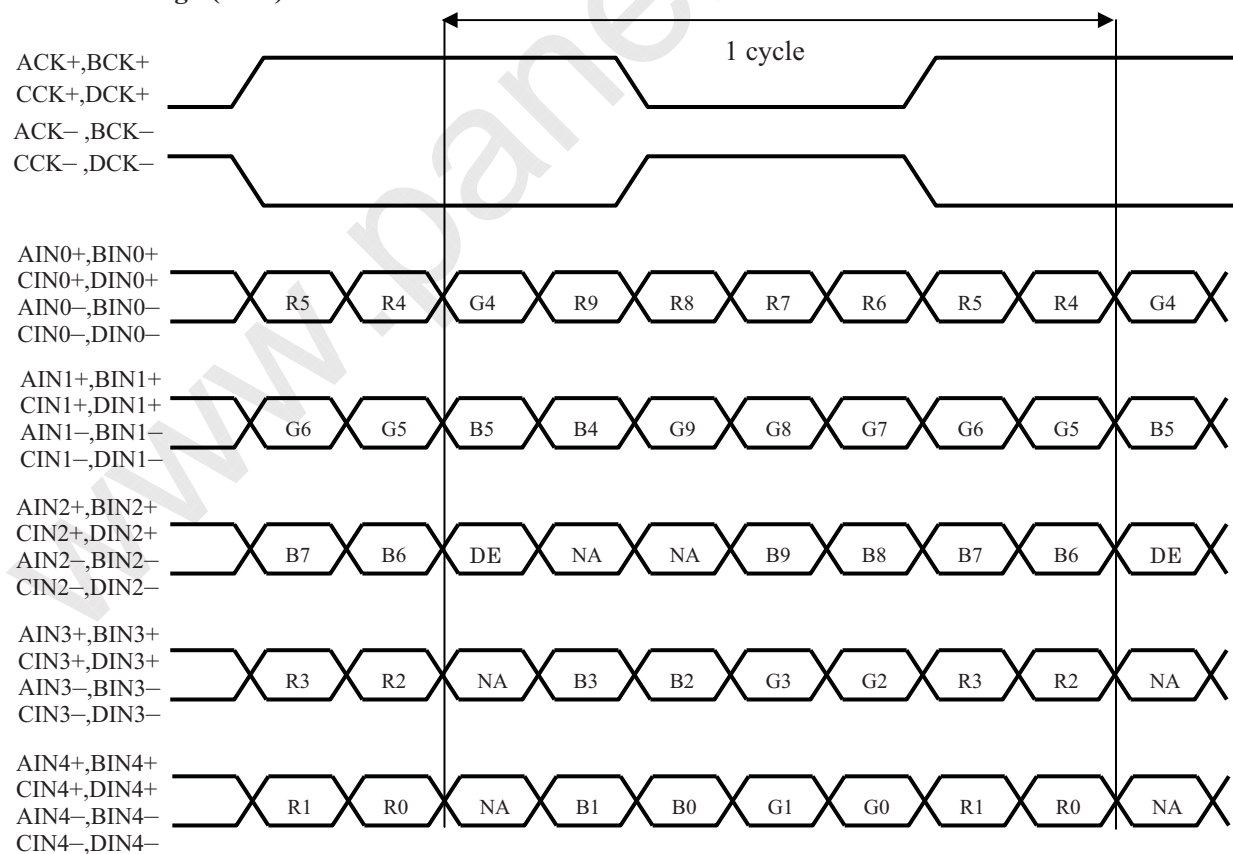 1 cycle
ACK+,BCK+
CCK+,DCK+
ACK− ,BCK−
CCK− ,DCK−
AIN0+,BIN0+
CIN0+,DIN0+
AIN0−,BIN0−
CIN0−,DIN0−
R5 R4 G4 R9 R8 R7 R6 R5 R4 G4
AIN1+,BIN1+
CIN1+,DIN1+
AIN1−,BIN1−
CIN1−,DIN1−
G6 G5 B5 B4 G9 G8 G7 G6 G5 B5
AIN2+,BIN2+
CIN2+,DIN2+
AIN2−,BIN2−
CIN2−,DIN2−
B7 B6 DE NA NA B9 B8 B7 B6 DE
AIN3+,BIN3+
CIN3+,DIN3+
AIN3−,BIN3−
CIN3−,DIN3−
R3 R2 NA B3 B2 G3 G2 R3 R2 NA
AIN4+,BIN4+
CIN4+,DIN4+
AIN4−,BIN4−
CIN4−,DIN4−
R1 R0 NA B1 B0 G1 G0 R1 R0 NA
www.pane